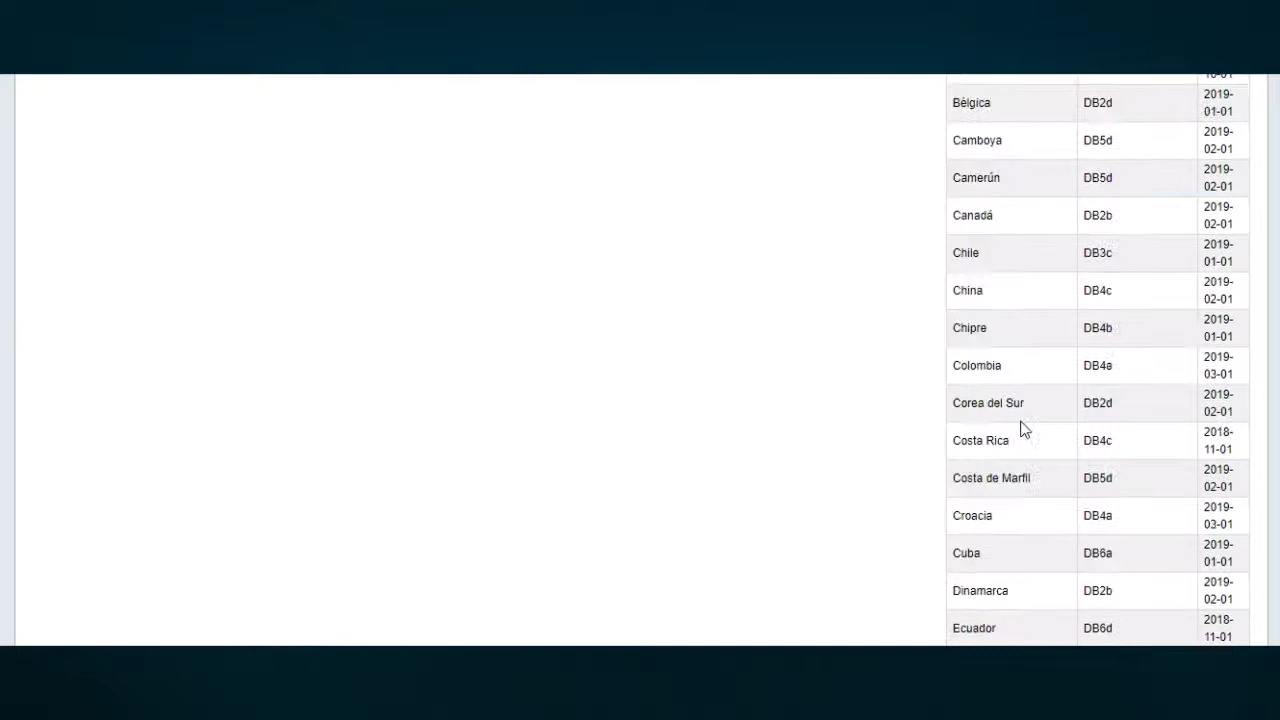 10-01
Bélgica DB2d 2019-
01-01
Camboya DB5d 2019-
02-01
Camerún DB5d 2019-
02-01
Canadá DB2b 2019-
02-01
Chile DB3c 2019-
01-01
China DB4c 2019-
02-01
Chipre DB4b 2019-
01-01
Colombia DB4a 2019-
03-01
Corea del Sur DB2d 2019-
02-01
Costa Rica DB4c 2018-
11-01
Costa de Marfil DB5d 2019-
02-01
Croacia DB4a 2019-
03-01
Cuba DB6a 2019-
01-01
Dinamarca DB2b 2019-
02-01
Ecuador DB6d 2018-
11-01